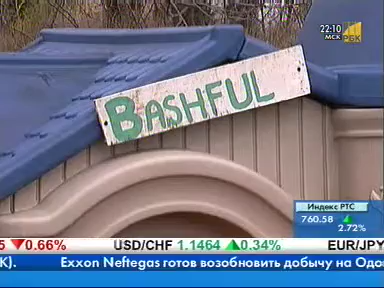 22:10
МСК РБК
BASHFUL
Индекс РТС
760.58
2.72%
5 0.66% USD/CHF 1.1464 0.34% EUR/JPY
К). Exxon Neftegas готов возобновить добычу на Одо